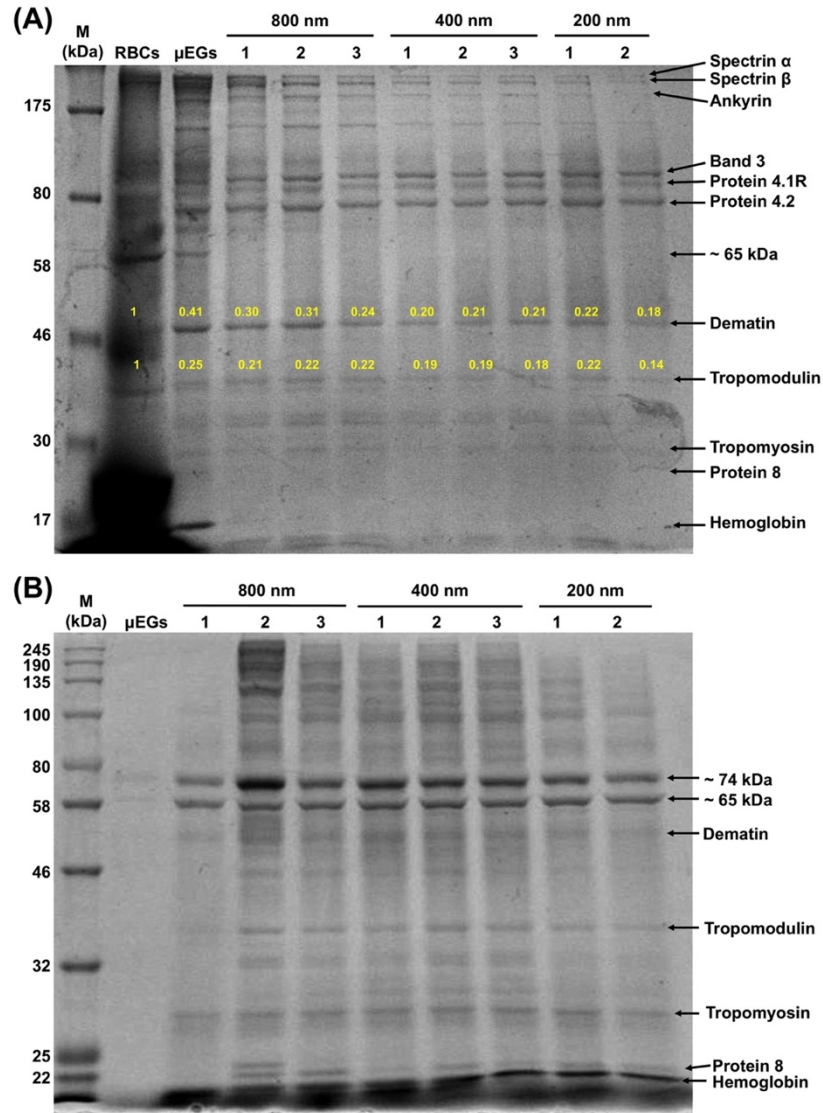 (A)
M
(kDa)
RBCs
µEGs
800 nm
400 nm
200 nm
1 2 3 1 2 3 1 2
175
80
58
46
30
17
1 0.41 0.30 0.31 0.24 0.20 0.21 0.21 0.22 0.18
1 0.25 0.21 0.22 0.22 0.19 0.19 0.18 0.22 0.14
Spectrin α
Spectrin β
Ankyrin
Band 3
Protein 4.1R
Protein 4.2
~ 65 kDa
Dematin
Tropomodulin
Tropomyosin
Protein 8
Hemoglobin
(B)
M
(kDa)
µEGs
800 nm
400 nm
200 nm
1 2 3 1 2 3 1 2
245
190
135
100
80
58
46
32
25
22
~ 74 kDa
~ 65 kDa
Dematin
Tropomodulin
Tropomyosin
Protein 8
Hemoglobin